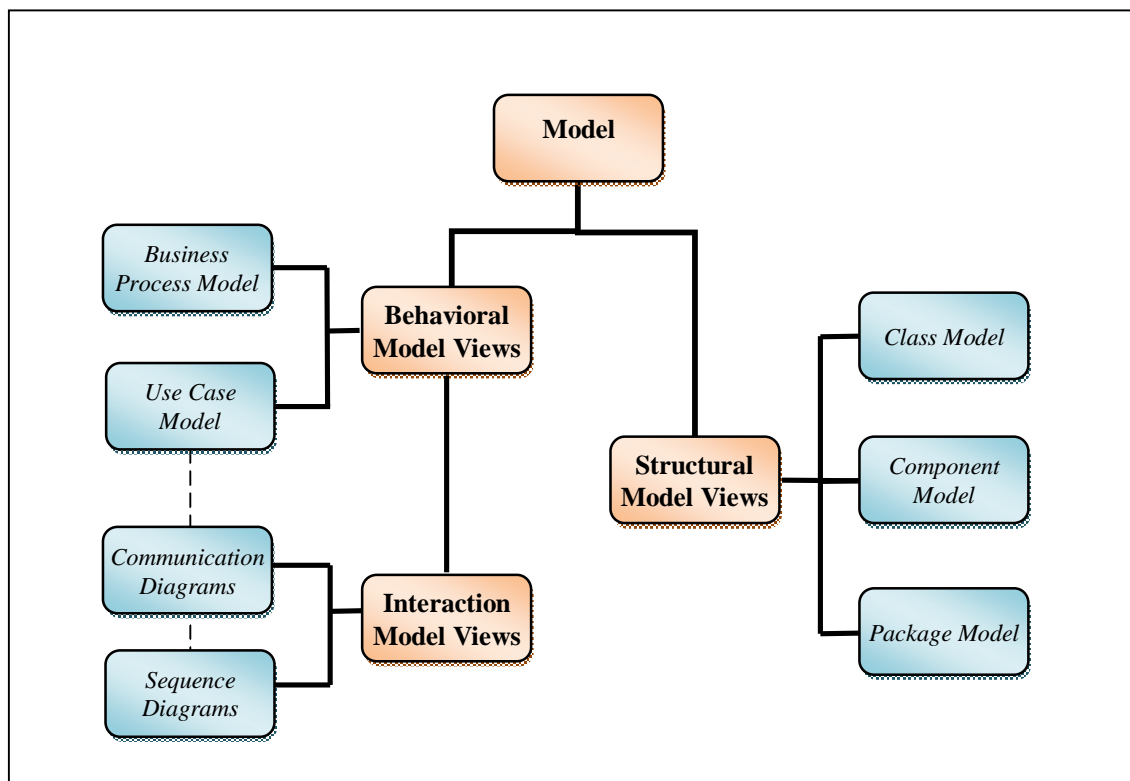 Model
Business
Process Model
Behavioral
Model Views
Use Case
Model
Class Model
Structural
Model Views
Component
Model
Communication
Diagrams
Interaction
Model Views
Package Model
Sequence
Diagrams